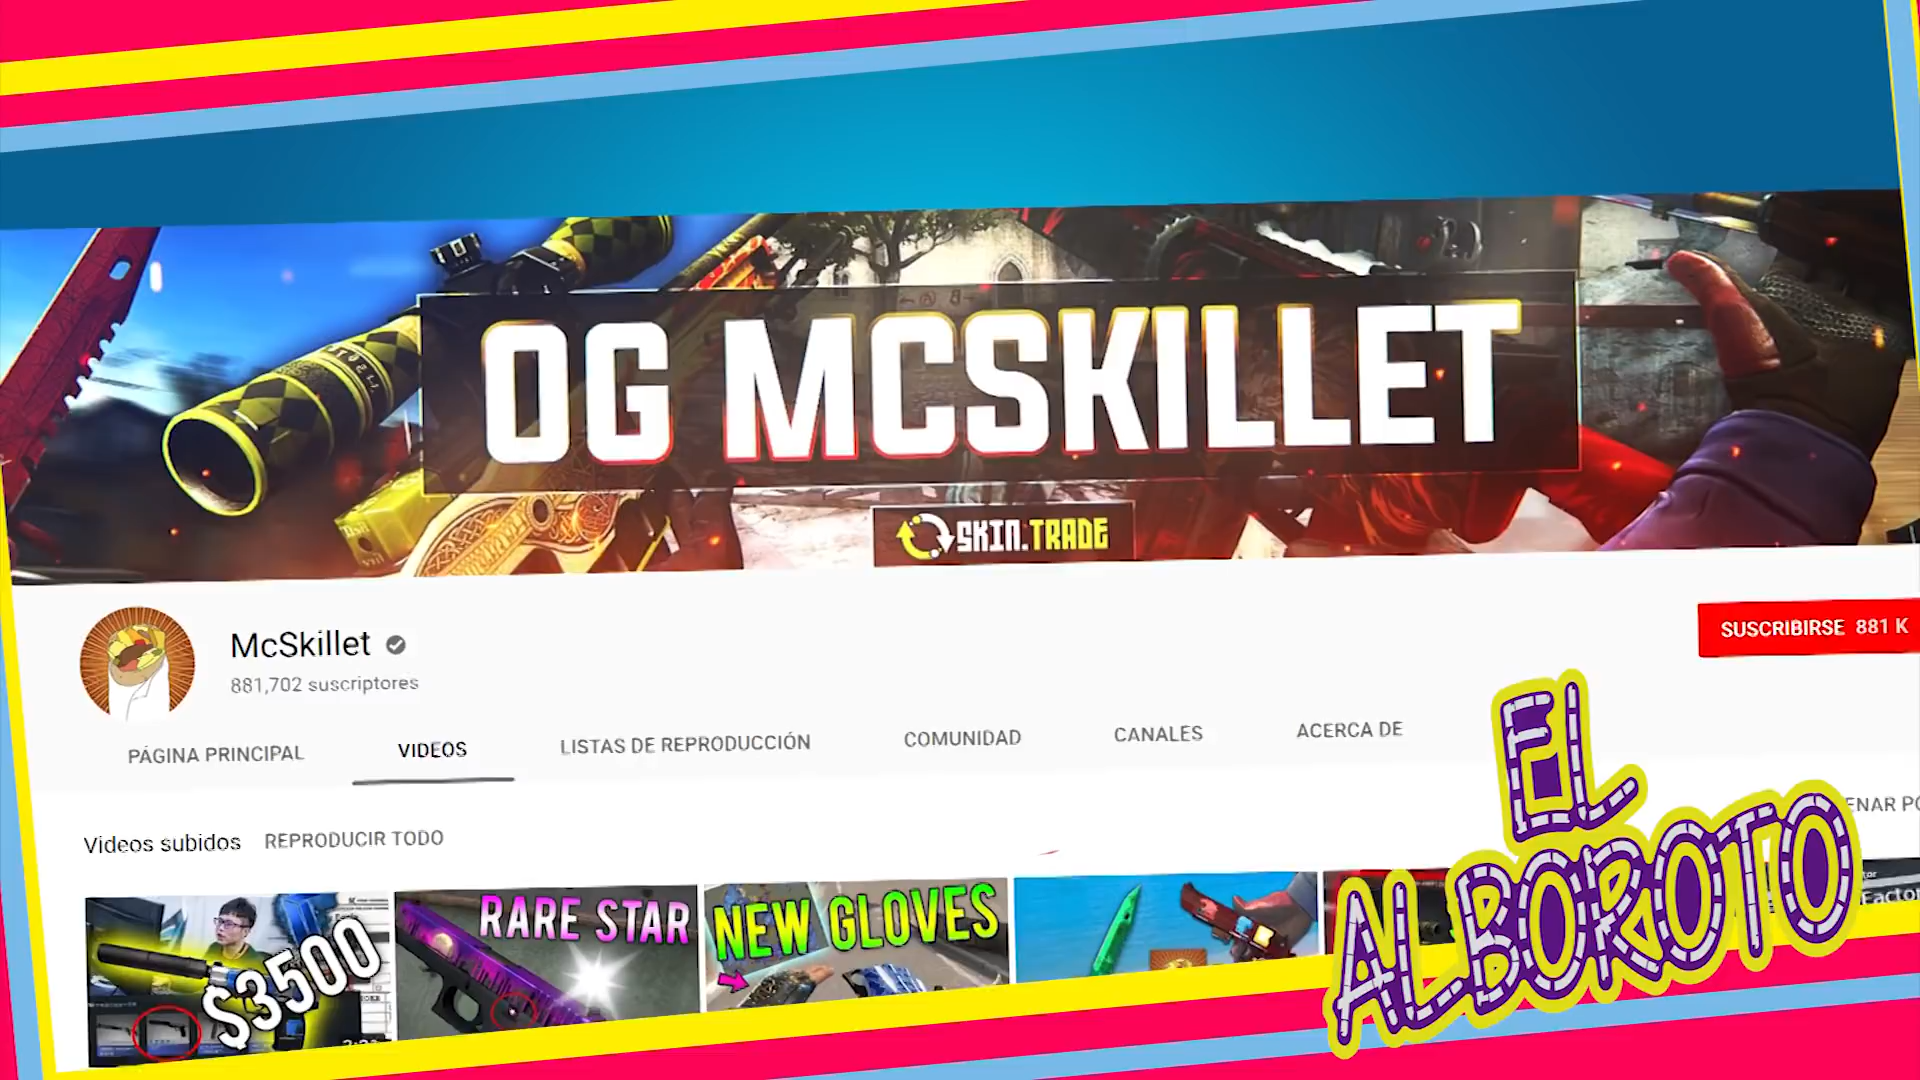 OG MCSKILLET
SKIN.TRADE
McSkillet
881,702 suscriptores
SUSCRIBIRSE 881 K
PÁGINA PRINCIPAL
VIDEOS
LISTAS DE REPRODUCCIÓN
COMUNIDAD
CANALES
ACERCA DE
Videos subidos
REPRODUCIR TODO
$3500
RARE STAR
NEW GLOVES
EL
ALBOROTO